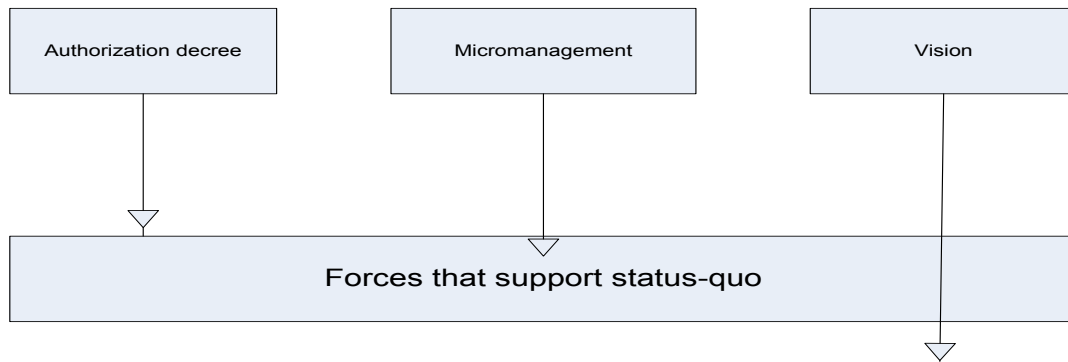 Authorization decree
Micromanagement
Vision
Forces that support status-quo